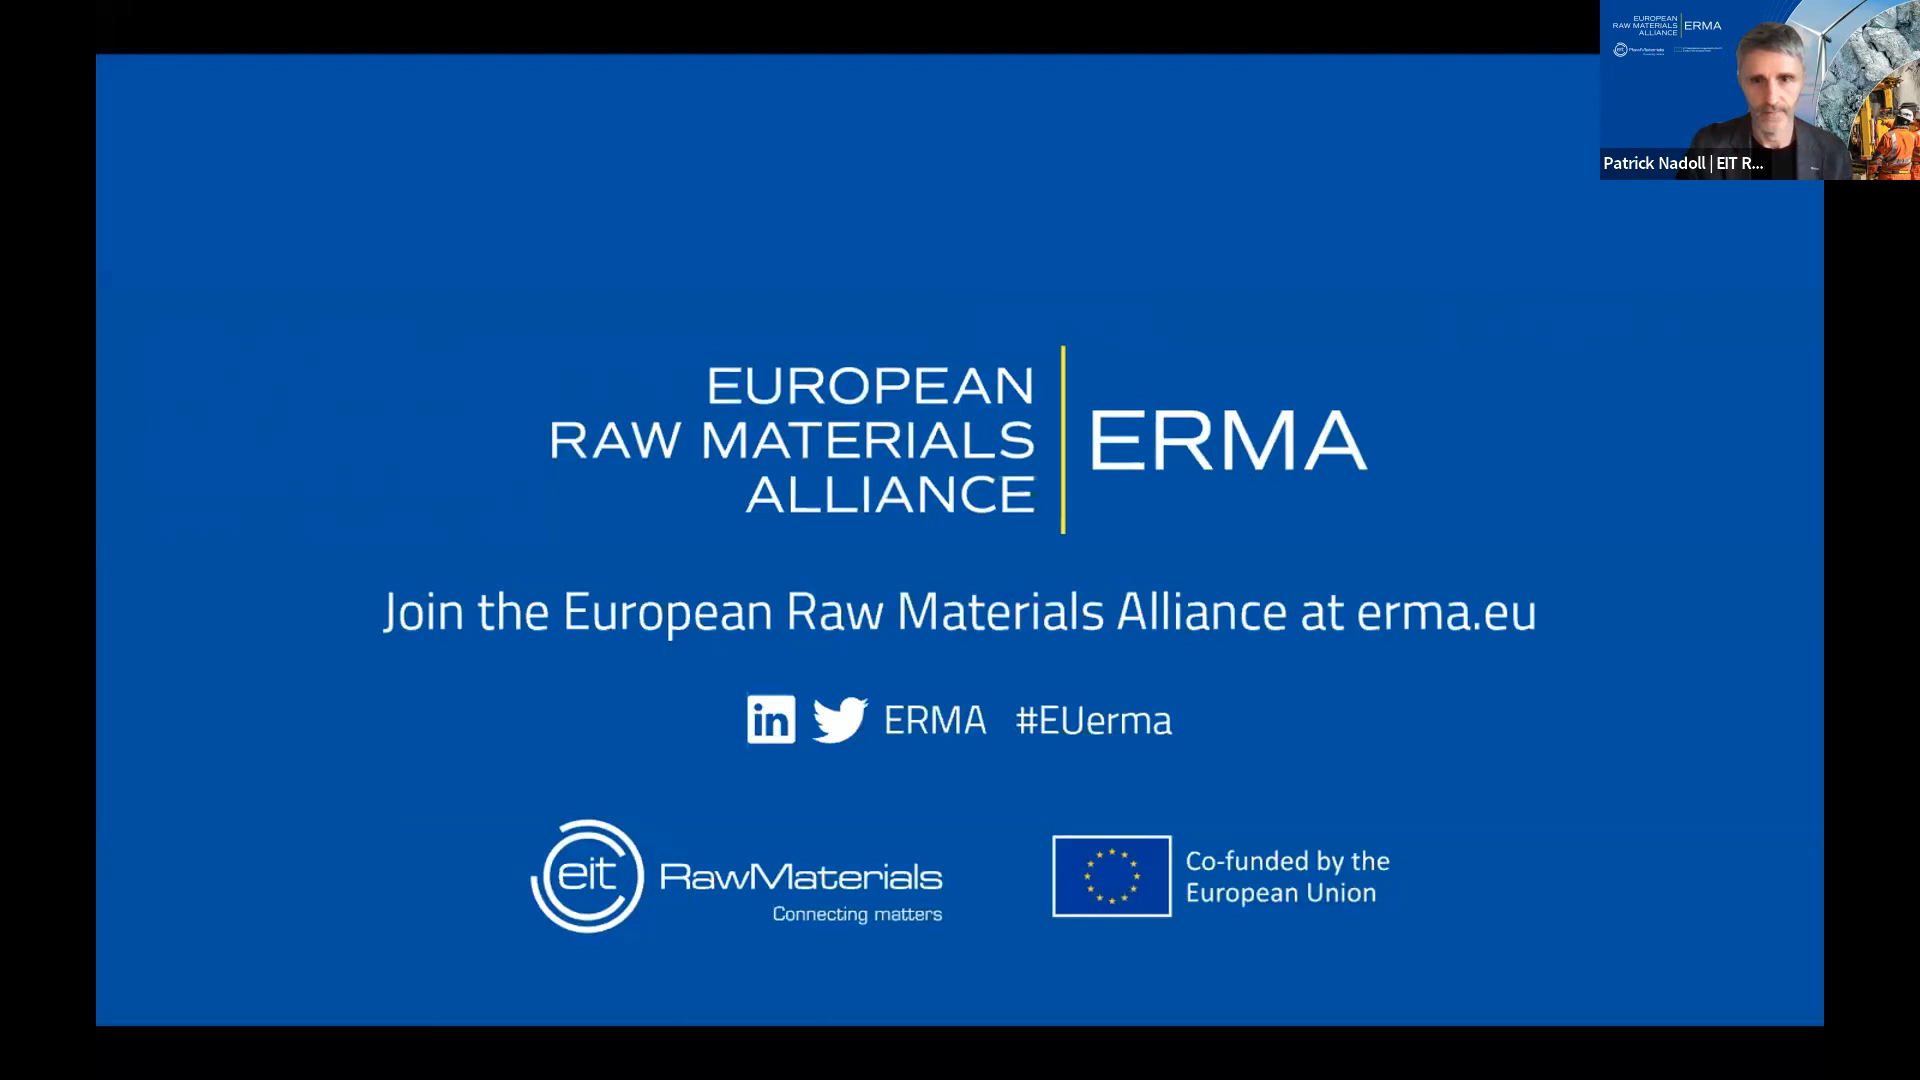 EUROPEAN
RAW MATERIALS
ALLIANCE
ERMA
Patrick Nadoll | EIT R...
EUROPEAN
RAW MATERIALS
ALLIANCE
ERMA
Join the European Raw Materials Alliance at erma.eu
in ERMA #EUerma
eit RawMaterials
Connecting matters
Co-funded by the
European Union